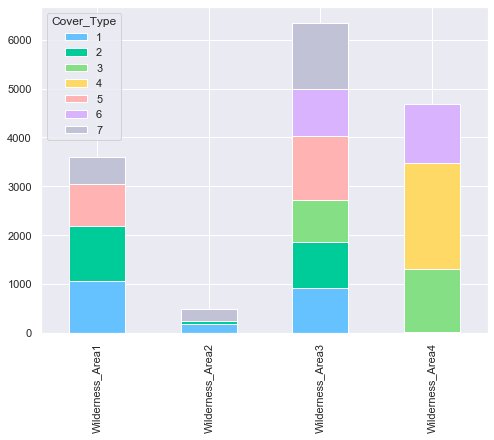 Cover_Type
1
2
3
4
5
6
7
6000
5000
4000
3000
2000
1000
0
Wilderness_Area1
Wilderness_Area2
Wilderness_Area3
Wilderness_Area4